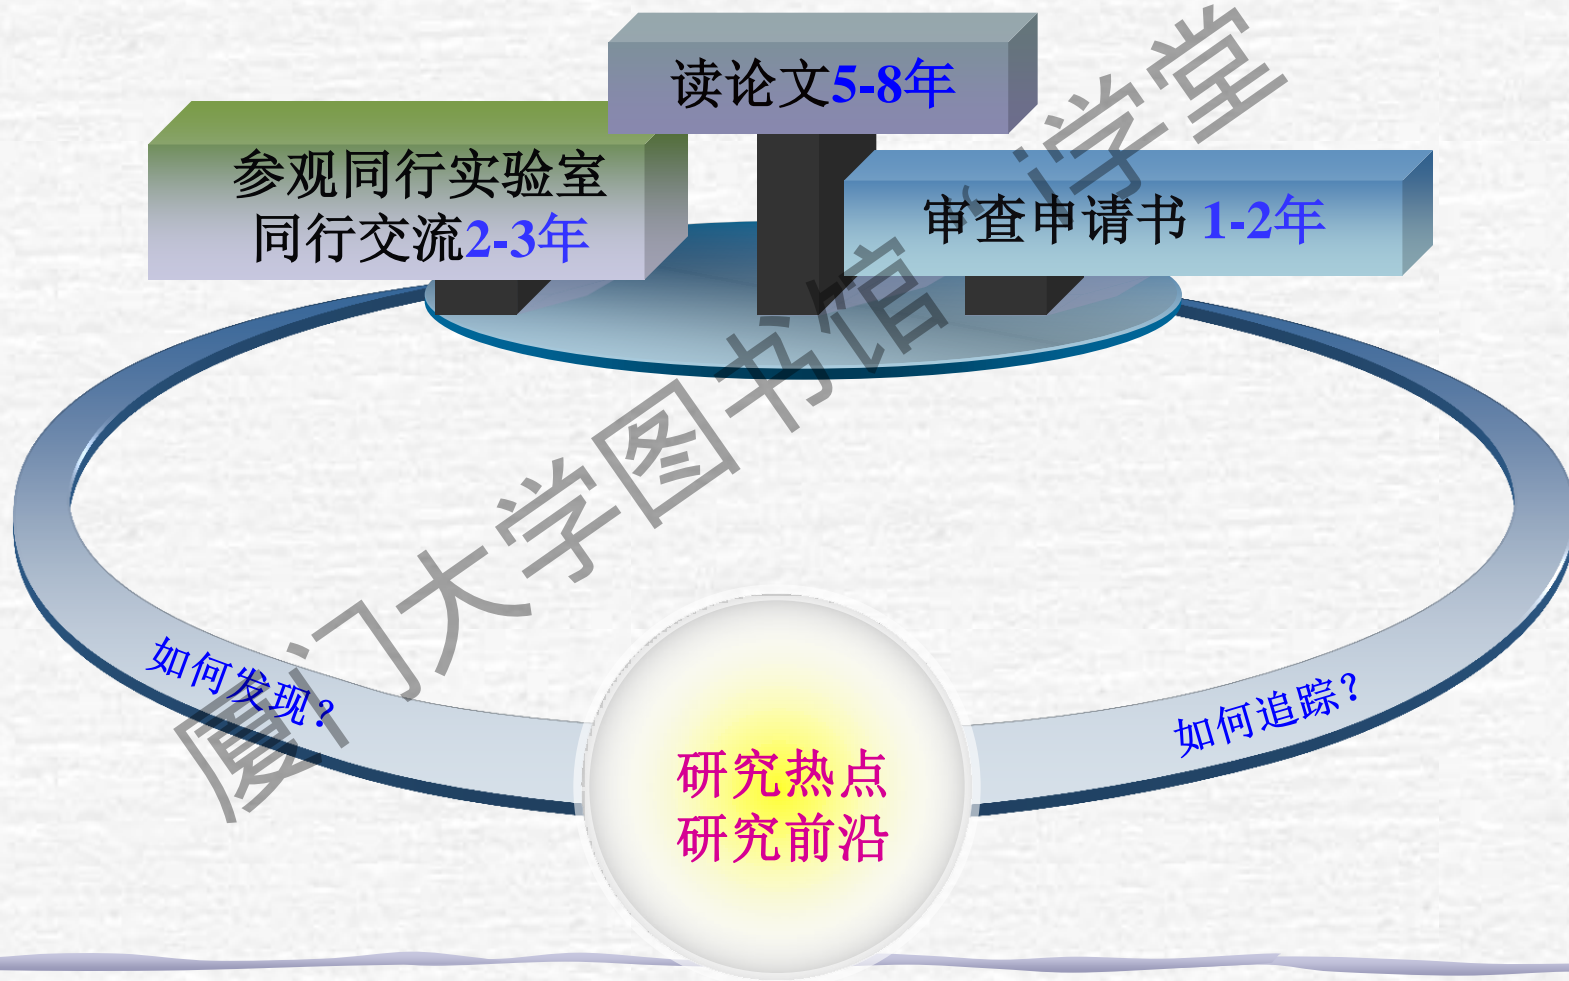 读论文5-8年
参观同行实验室
同行交流2-3年
审查申请书 1-2年
如何发现？
如何追踪？
研究热点
研究前沿
厦门大学图书馆“i学堂